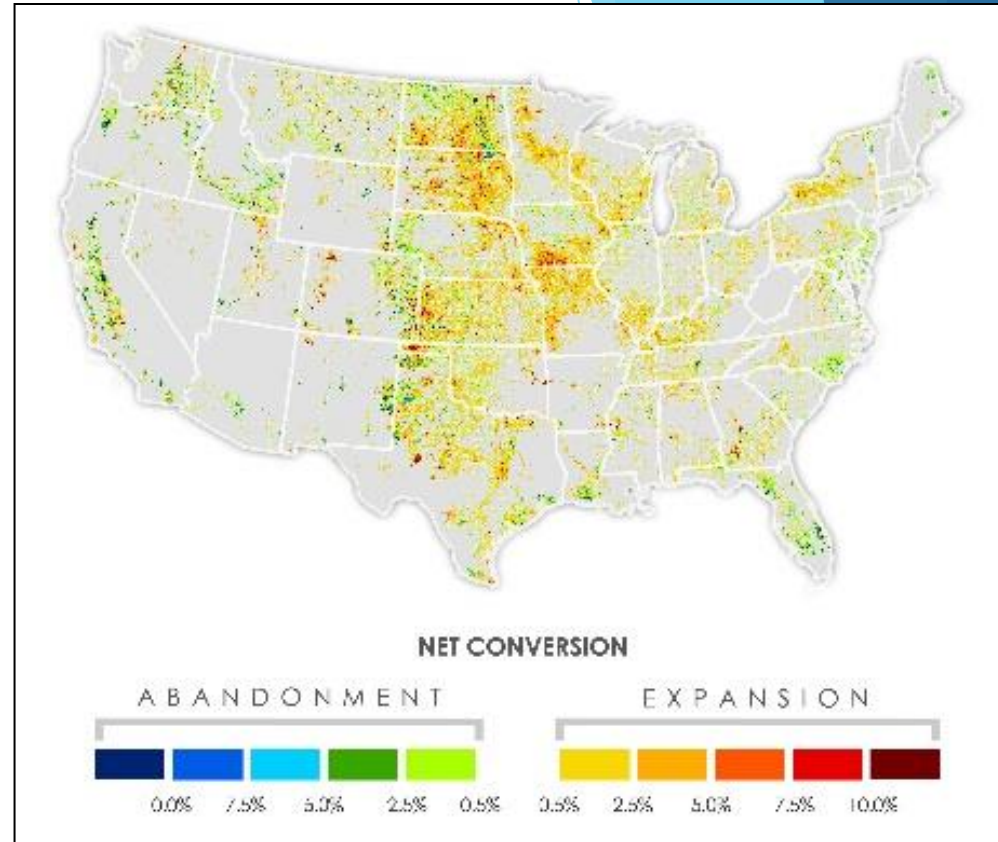 NET CONVERSION
ABANDONMENT
EXPANSION
0.0% 7.5% 5.0% 2.5% 0.5%
0.5% 2.5% 5.0% 7.5% 10.0%